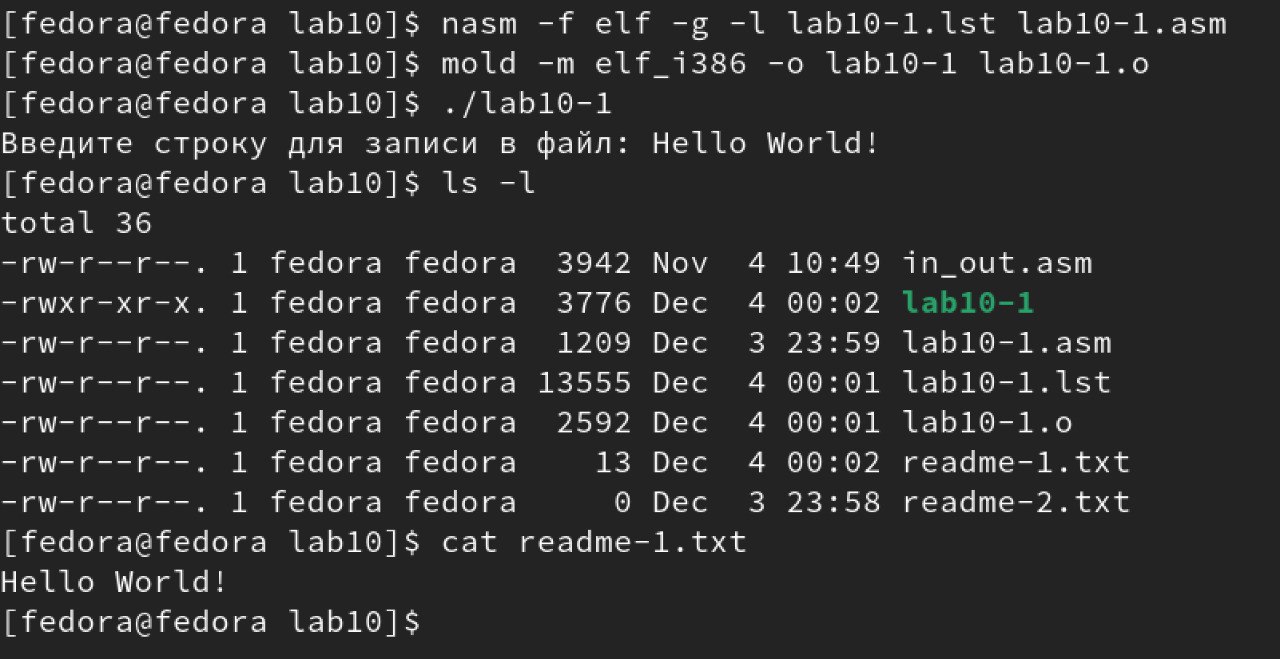 [fedora@fedora lab10]$ nasm -f elf -g -l lab10-1.lst lab10-1.asm
[fedora@fedora lab10]$ mold -m elf_i386 -o lab10-1 lab10-1.o
[fedora@fedora lab10]$ ./lab10-1
Введите строку для записи в файл: Hello World!
[fedora@fedora lab10]$ ls -l
total 36
-rw-r--r--. 1 fedora fedora  3942 Nov  4 10:49 in_out.asm
-rwxr-xr-x. 1 fedora fedora  3776 Dec  4 00:02 lab10-1
-rw-r--r--. 1 fedora fedora  1209 Dec  3 23:59 lab10-1.asm
-rw-r--r--. 1 fedora fedora 13555 Dec  4 00:01 lab10-1.lst
-rw-r--r--. 1 fedora fedora  2592 Dec  4 00:01 lab10-1.o
-rw-r--r--. 1 fedora fedora    13 Dec  4 00:02 readme-1.txt
-rw-r--r--. 1 fedora fedora     0 Dec  3 23:58 readme-2.txt
[fedora@fedora lab10]$ cat readme-1.txt
Hello World!
[fedora@fedora lab10]$